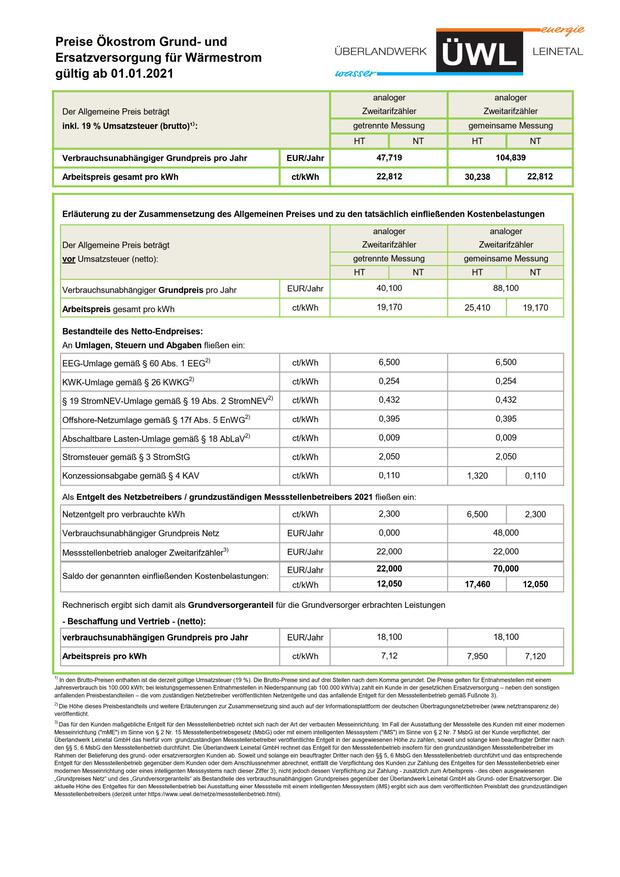 Preise Ökostrom Grund- und
Ersatzversorgung für Wärmestrom
gültig ab 01.01.2021
energie
ÜBERLANDWERK ÜWL LEINETAL
wasser
analoger analoger
Der Allgemeine Preis beträgt Zweitarifzähler Zweitarifzähler
inkl. 19 % Umsatzsteuer (brutto)¹⁾: getrennte Messung gemeinsame Messung
HT NT HT NT
Verbrauchsunabhängiger Grundpreis pro Jahr EUR/Jahr 47,719 104,839
Arbeitspreis gesamt pro kWh ct/kWh 22,812 30,238 22,812
Erläuterung zu der Zusammensetzung des Allgemeinen Preises und zu den tatsächlich einfließenden Kostenbelastungen
analoger analoger
Der Allgemeine Preis beträgt Zweitarifzähler Zweitarifzähler
vor Umsatzsteuer (netto): getrennte Messung gemeinsame Messung
HT NT HT NT
Verbrauchsunabhängiger Grundpreis pro Jahr EUR/Jahr 40,100 88,100
Arbeitspreis gesamt pro kWh ct/kWh 19,170 25,410 19,170
Bestandteile des Netto-Endpreises:
An Umlagen, Steuern und Abgaben fließen ein:
EEG-Umlage gemäß § 60 Abs. 1 EEG²⁾ ct/kWh 6,500 6,500
KWK-Umlage gemäß § 26 KWKG²⁾ ct/kWh 0,254 0,254
§ 19 StromNEV-Umlage gemäß § 19 Abs. 2 StromNEV²⁾ ct/kWh 0,432 0,432
Offshore-Netzumlage gemäß § 17f Abs. 5 EnWG²⁾ ct/kWh 0,395 0,395
Abschaltbare Lasten-Umlage gemäß § 18 AbLaV²⁾ ct/kWh 0,009 0,009
Stromsteuer gemäß § 3 StromStG ct/kWh 2,050 2,050
Konzessionsabgabe gemäß § 4 KAV ct/kWh 0,110 1,320 0,110
Als Entgelt des Netzbetreibers / grundzuständigen Messstellenbetreibers 2021 fließen ein:
Netzentgelt pro verbrauchte kWh ct/kWh 2,300 6,500 2,300
Verbrauchsunabhängiger Grundpreis Netz EUR/Jahr 0,000 48,000
Messstellenbetrieb analoger Zweitarifzähler³⁾ EUR/Jahr 22,000 22,000
Saldo der genannten einfließenden Kostenbelastungen: EUR/Jahr 22,000 70,000
ct/kWh 12,050 17,460 12,050
Rechnerisch ergibt sich damit als Grundversorgeranteil für die Grundversorger erbrachten Leistungen
- Beschaffung und Vertrieb - (netto):
verbrauchsunabhängigen Grundpreis pro Jahr EUR/Jahr 18,100 18,100
Arbeitspreis pro kWh ct/kWh 7,12 7,950 7,120
¹⁾ In den Brutto-Preisen enthalten ist die derzeit gültige Umsatzsteuer (19 %). Die Brutto-Preise sind auf drei Stellen nach dem Komma gerundet. Die Preise gelten für Entnahmestellen mit einem
Jahresverbrauch bis 100.000 kWh; bei leistungsgemessenen Entnahmestellen in Niederspannung (ab 100.000 kWh/a) zahlt ein Kunde in der gesetzlichen Ersatzversorgung – neben den sonstigen
anfallenden Preisbestandteilen – die vom zuständigen Netzbetreiber veröffentlichten Netzentgelte und das anfallende Entgelt für den Messstellenbetrieb gemäß Fußnote 3).
²⁾ Die Höhe dieses Preisbestandteils und weitere Erläuterungen zur Zusammensetzung sind auch auf der Informationsplattform der deutschen Übertragungsnetzbetreiber (www.netztransparenz.de)
veröffentlicht.
³⁾ Das für den Kunden maßgebliche Entgelt für den Messstellenbetrieb richtet sich nach der Art der verbauten Messeinrichtung. Im Fall der Ausstattung der Messstelle des Kunden mit einer modernen
Messeinrichtung ("mME") im Sinne von § 2 Nr. 15 Messstellenbetriebsgesetz (MsbG) oder mit einem intelligenten Messsystem ("iMS") im Sinne von § 2 Nr. 7 MsbG ist der Kunde verpflichtet, der
Überlandwerk Leinetal GmbH das hierfür vom grundzuständigen Messstellenbetreiber veröffentlichte Entgelt in der ausgewiesenen Höhe zu zahlen, soweit und solange kein beauftragter Dritter nach
den §§ 5, 6 MsbG den Messstellenbetrieb durchführt. Die Überlandwerk Leinetal GmbH rechnet das Entgelt für den Messstellenbetrieb insofern für den grundzuständigen Messstellenbetreiber im
Rahmen der Belieferung des grund- oder ersatzversorgten Kunden ab. Soweit und solange ein beauftragter Dritter nach den §§ 5, 6 MsbG den Messstellenbetrieb durchführt und das entsprechende
Entgelt für den Messstellenbetrieb gegenüber dem Kunden oder dem Anschlussnehmer abrechnet, entfällt die Verpflichtung des Kunden zur Zahlung des Entgeltes für den Messstellenbetrieb einer
modernen Messeinrichtung oder eines intelligenten Messsystems nach dieser Ziffer 3), nicht jedoch dessen Verpflichtung zur Zahlung - zusätzlich zum Arbeitspreis - des oben ausgewiesenen
„Grundpreises Netz" und des „Grundversorgeranteils" als Bestandteile des verbrauchsunabhängigen Grundpreises gegenüber der Überlandwerk Leinetal GmbH als Grund- oder Ersatzversorger. Die
aktuelle Höhe des Entgeltes für den Messstellenbetrieb bei Ausstattung einer Messstelle mit einem intelligenten Messsystem (iMS) ergibt sich aus dem veröffentlichten Preisblatt des grundzuständigen
Messstellenbetreibers (derzeit unter https://www.uewl.de/netze/messstellenbetrieb.html).